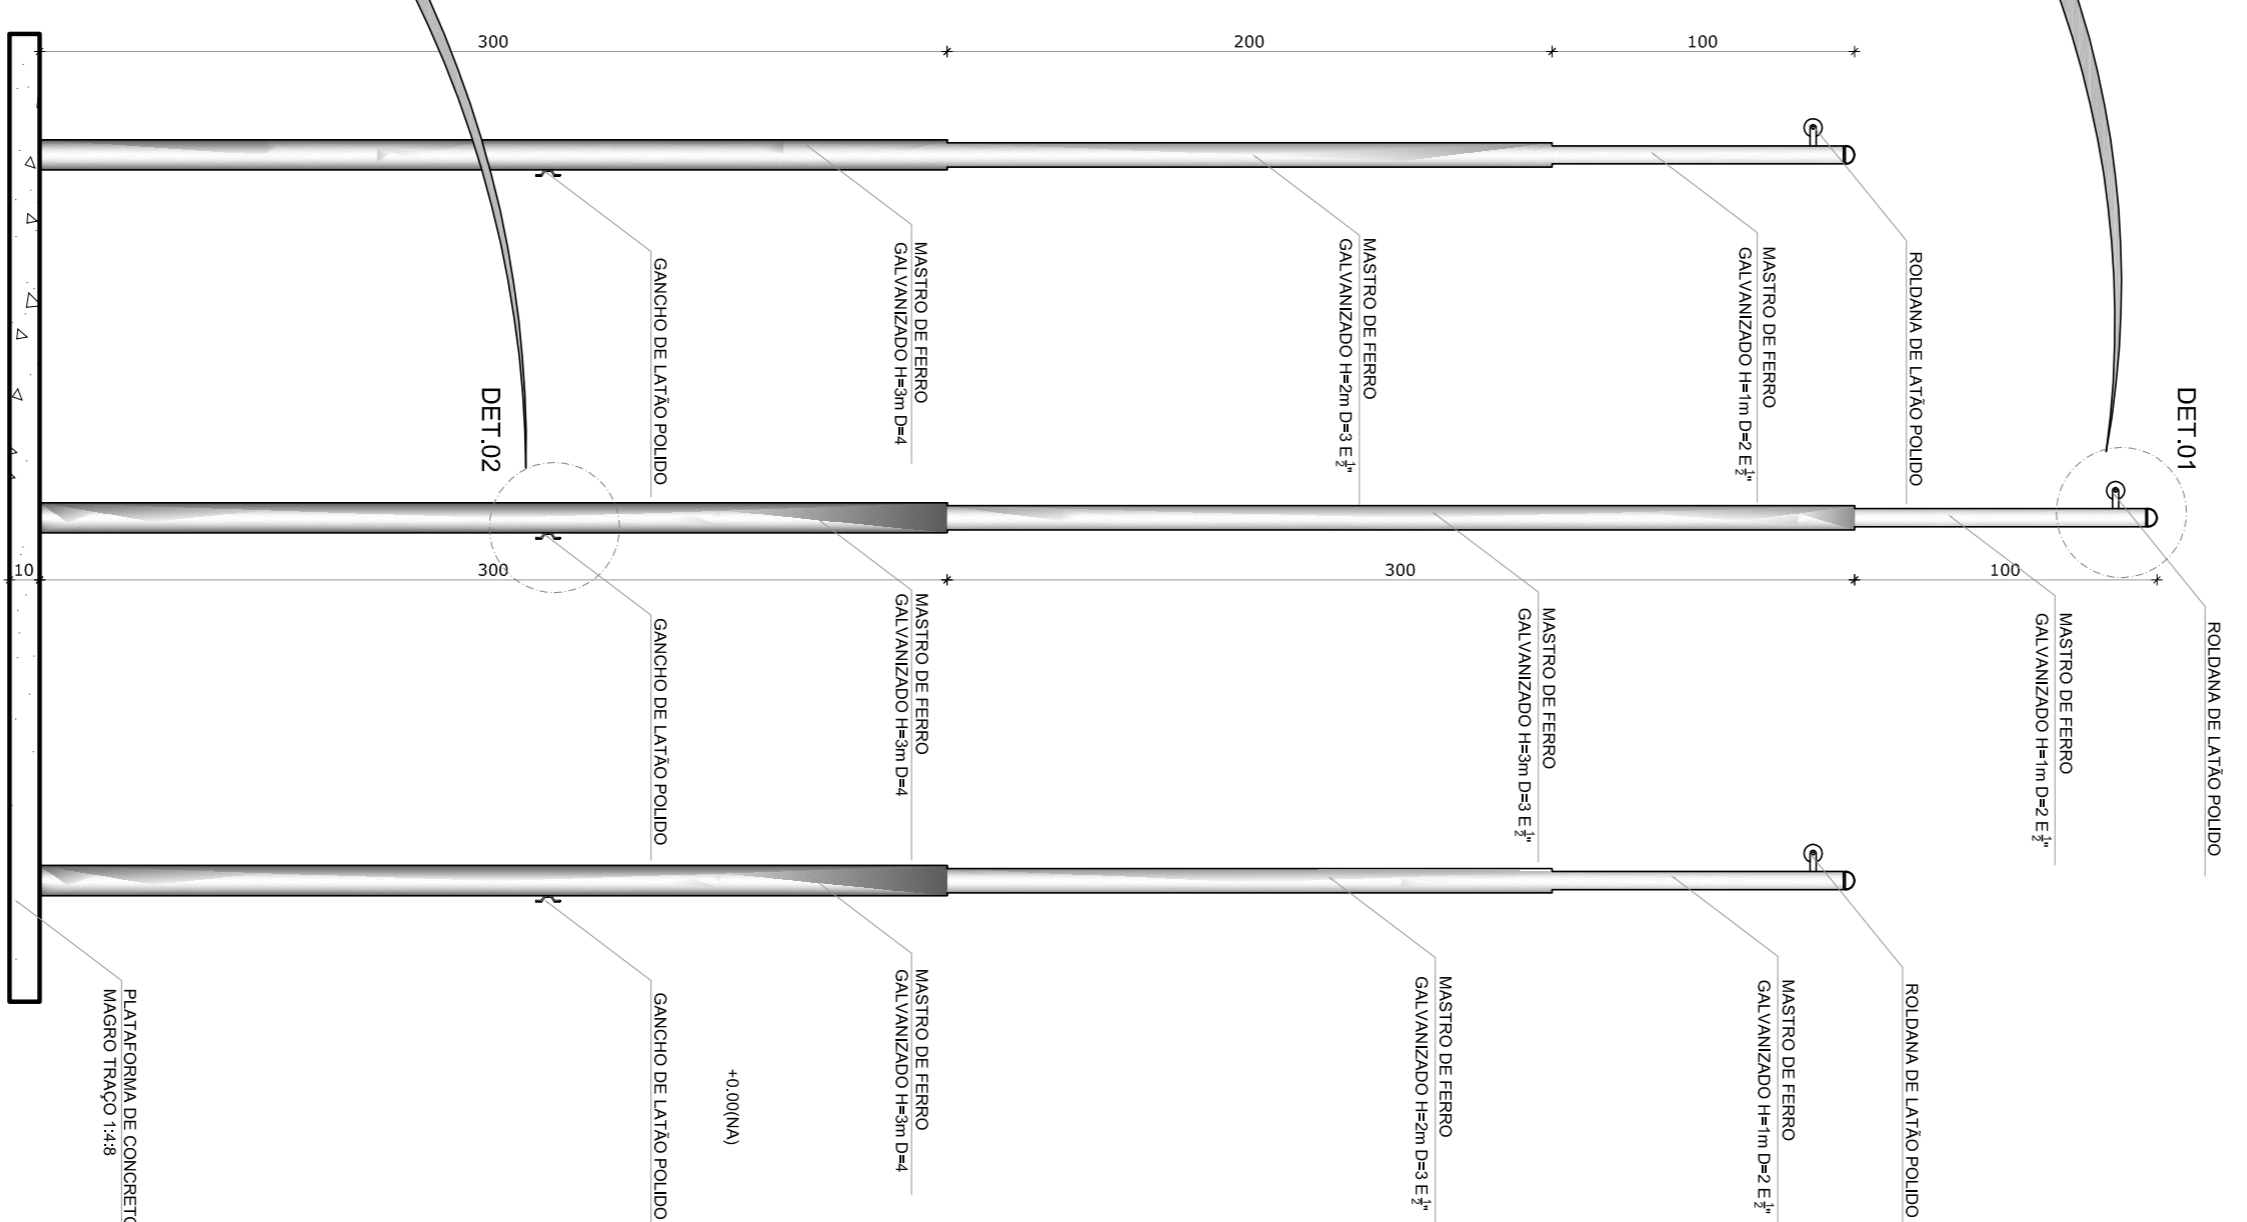 300
200
100
ROLDANA DE LATÃO POLIDO
MASTRO DE FERRO
GALVANIZADO H=1m D=2 E 1/2"
MASTRO DE FERRO
GALVANIZADO H=2m D=3 E 1/2"
MASTRO DE FERRO
GALVANIZADO H=3m D=4
GANCHO DE LATÃO POLIDO
DET.01
DET.02
10
300
300
100
ROLDANA DE LATÃO POLIDO
MASTRO DE FERRO
GALVANIZADO H=1m D=2 E 1/2"
MASTRO DE FERRO
GALVANIZADO H=3m D=3 E 1/2"
MASTRO DE FERRO
GALVANIZADO H=3m D=4
GANCHO DE LATÃO POLIDO
ROLDANA DE LATÃO POLIDO
MASTRO DE FERRO
GALVANIZADO H=1m D=2 E 1/2"
MASTRO DE FERRO
GALVANIZADO H=2m D=3 E 1/2"
MASTRO DE FERRO
GALVANIZADO H=3m D=4
+0.00(NA)
GANCHO DE LATÃO POLIDO
PLATAFORMA DE CONCRETO
MAGRO TRAÇO 1:4:8